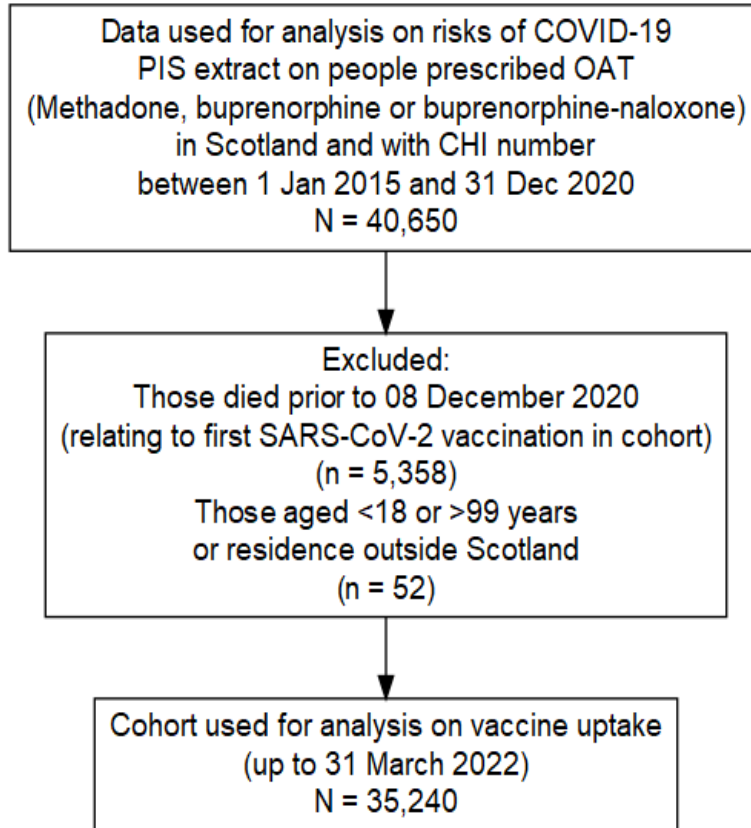 Data used for analysis on risks of COVID-19
PIS extract on people prescribed OAT
(Methadone, buprenorphine or buprenorphine-naloxone)
in Scotland and with CHI number
between 1 Jan 2015 and 31 Dec 2020
N = 40,650
Excluded:
Those died prior to 08 December 2020
(relating to first SARS-CoV-2 vaccination in cohort)
(n = 5,358)
Those aged <18 or >99 years
or residence outside Scotland
(n = 52)
Cohort used for analysis on vaccine uptake
(up to 31 March 2022)
N = 35,240